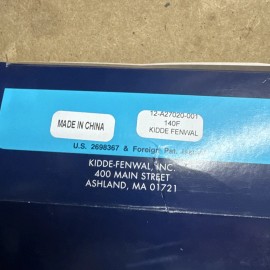 12-A27020-001
140F
KIDDE FENWAL
MADE IN CHINA
U.S. 2698367 & Foreign Pat.
KIDDE-FENWAL, INC.
400 MAIN STREET
ASHLAND, MA 01721